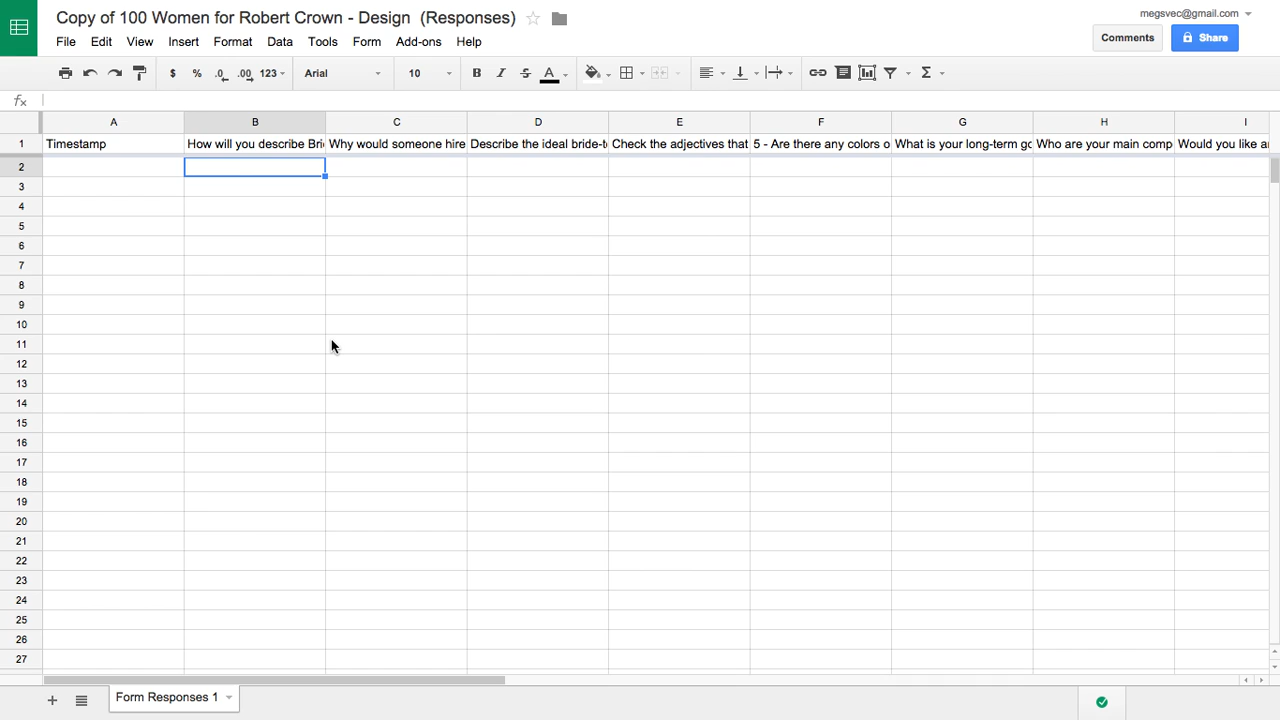 Copy of 100 Women for Robert Crown - Design (Responses)
megsvec@gmail.com
File Edit View Insert Format Data Tools Form Add-ons Help
Comments Share
$ % .0 .00 123 Arial 10 B I S A Σ
fx
A B C D E F G H I
1 Timestamp How will you describe Bri Why would someone hire Describe the ideal bride-t Check the adjectives that 5 - Are there any colors o What is your long-term go Who are your main comp Would you like a
2
3
4
5
6
7
8
9
10
11
12
13
14
15
16
17
18
19
20
21
22
23
24
25
26
27
Form Responses 1